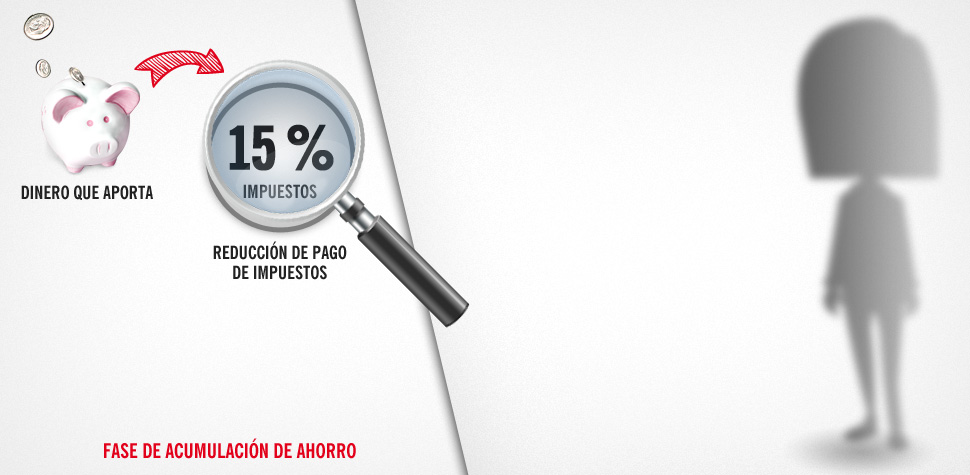 DINERO QUE APORTA
15 %
IMPUESTOS
REDUCCIÓN DE PAGO
DE IMPUESTOS
FASE DE ACUMULACIÓN DE AHORRO